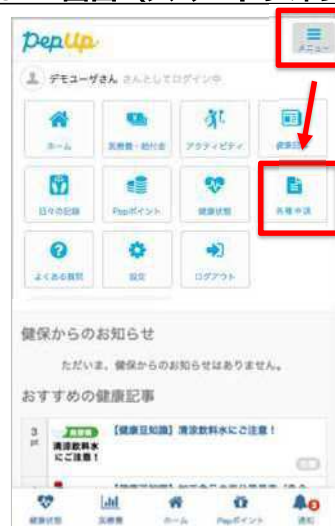 PepUp
メニュー
デモユーザさん さんとしてログイン中
ホーム
医療費・給付金
アクティビティ
日々の記録
Pepポイント
健康状態
各種申請
よくある質問
設定
ログアウト
健保からのお知らせ
ただいま、健保からのお知らせはありません。
おすすめの健康記事
3
pt
清涼飲料水
にご注意！
【健康豆知識】清涼飲料水にご注意！
健康状態
医療費
ホーム
Pepポイント
通知